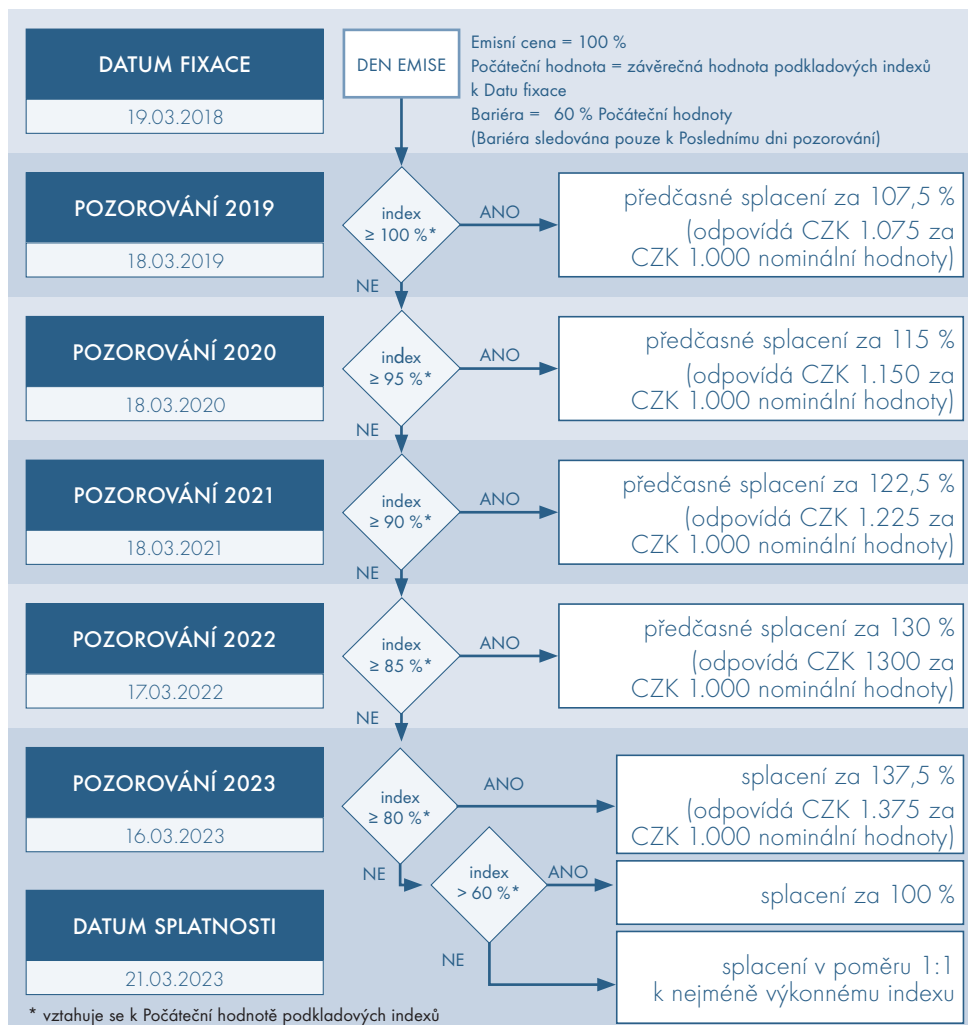 DATUM FIXACE
19.03.2018
DEN EMISE
Emisní cena = 100 %
Počáteční hodnota = závěrečná hodnota podkladových indexů
k Datu fixace
Bariéra = 60 % Počáteční hodnoty
(Bariéra sledována pouze k Poslednímu dni pozorování)
POZOROVÁNÍ 2019
18.03.2019
index
≥ 100 %*
ANO
předčasné splacení za 107,5 %
(odpovídá CZK 1.075 za
CZK 1.000 nominální hodnoty)
NE
POZOROVÁNÍ 2020
18.03.2020
index
≥ 95 %*
ANO
předčasné splacení za 115 %
(odpovídá CZK 1.150 za
CZK 1.000 nominální hodnoty)
NE
POZOROVÁNÍ 2021
18.03.2021
index
≥ 90 %*
ANO
předčasné splacení za 122,5 %
(odpovídá CZK 1.225 za
CZK 1.000 nominální hodnoty)
NE
POZOROVÁNÍ 2022
17.03.2022
index
≥ 85 %*
ANO
předčasné splacení za 130 %
(odpovídá CZK 1300 za
CZK 1.000 nominální hodnoty)
NE
POZOROVÁNÍ 2023
16.03.2023
index
≥ 80 %*
ANO
splacení za 137,5 %
(odpovídá CZK 1.375 za
CZK 1.000 nominální hodnoty)
NE
index
> 60 %*
ANO
splacení za 100 %
DATUM SPLATNOSTI
21.03.2023
NE
splacení v poměru 1:1
k nejméně výkonnému indexu
* vztahuje se k Počáteční hodnotě podkladových indexů